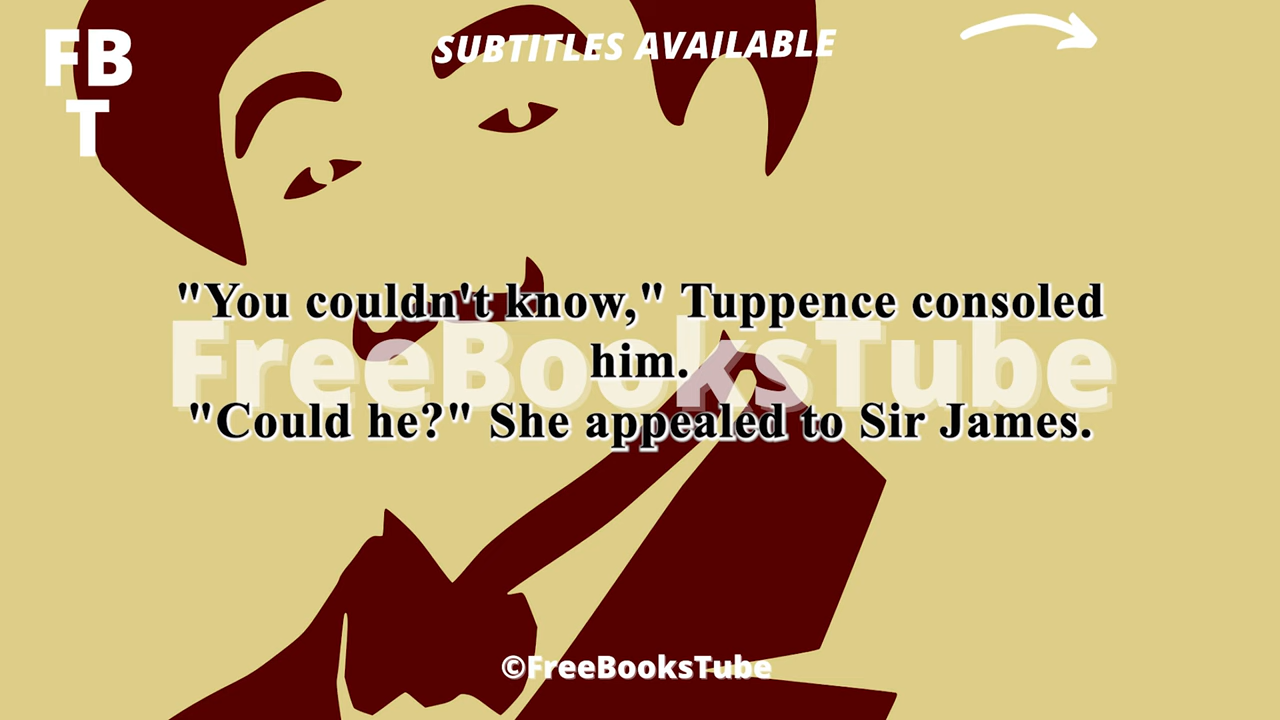 FB
T
SUBTITLES AVAILABLE
"You couldn't know," Tuppence consoled
him.
"Could he?" She appealed to Sir James.
FreeBooksTube
©FreeBooksTube